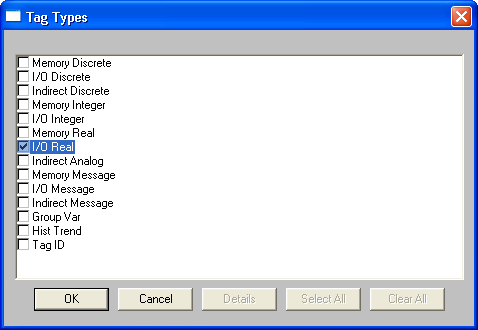 Tag Types
Memory Discrete
I/O Discrete
Indirect Discrete
Memory Integer
I/O Integer
Memory Real
I/O Real
Indirect Analog
Memory Message
I/O Message
Indirect Message
Group Var
Hist Trend
Tag ID
OK Cancel Details Select All Clear All